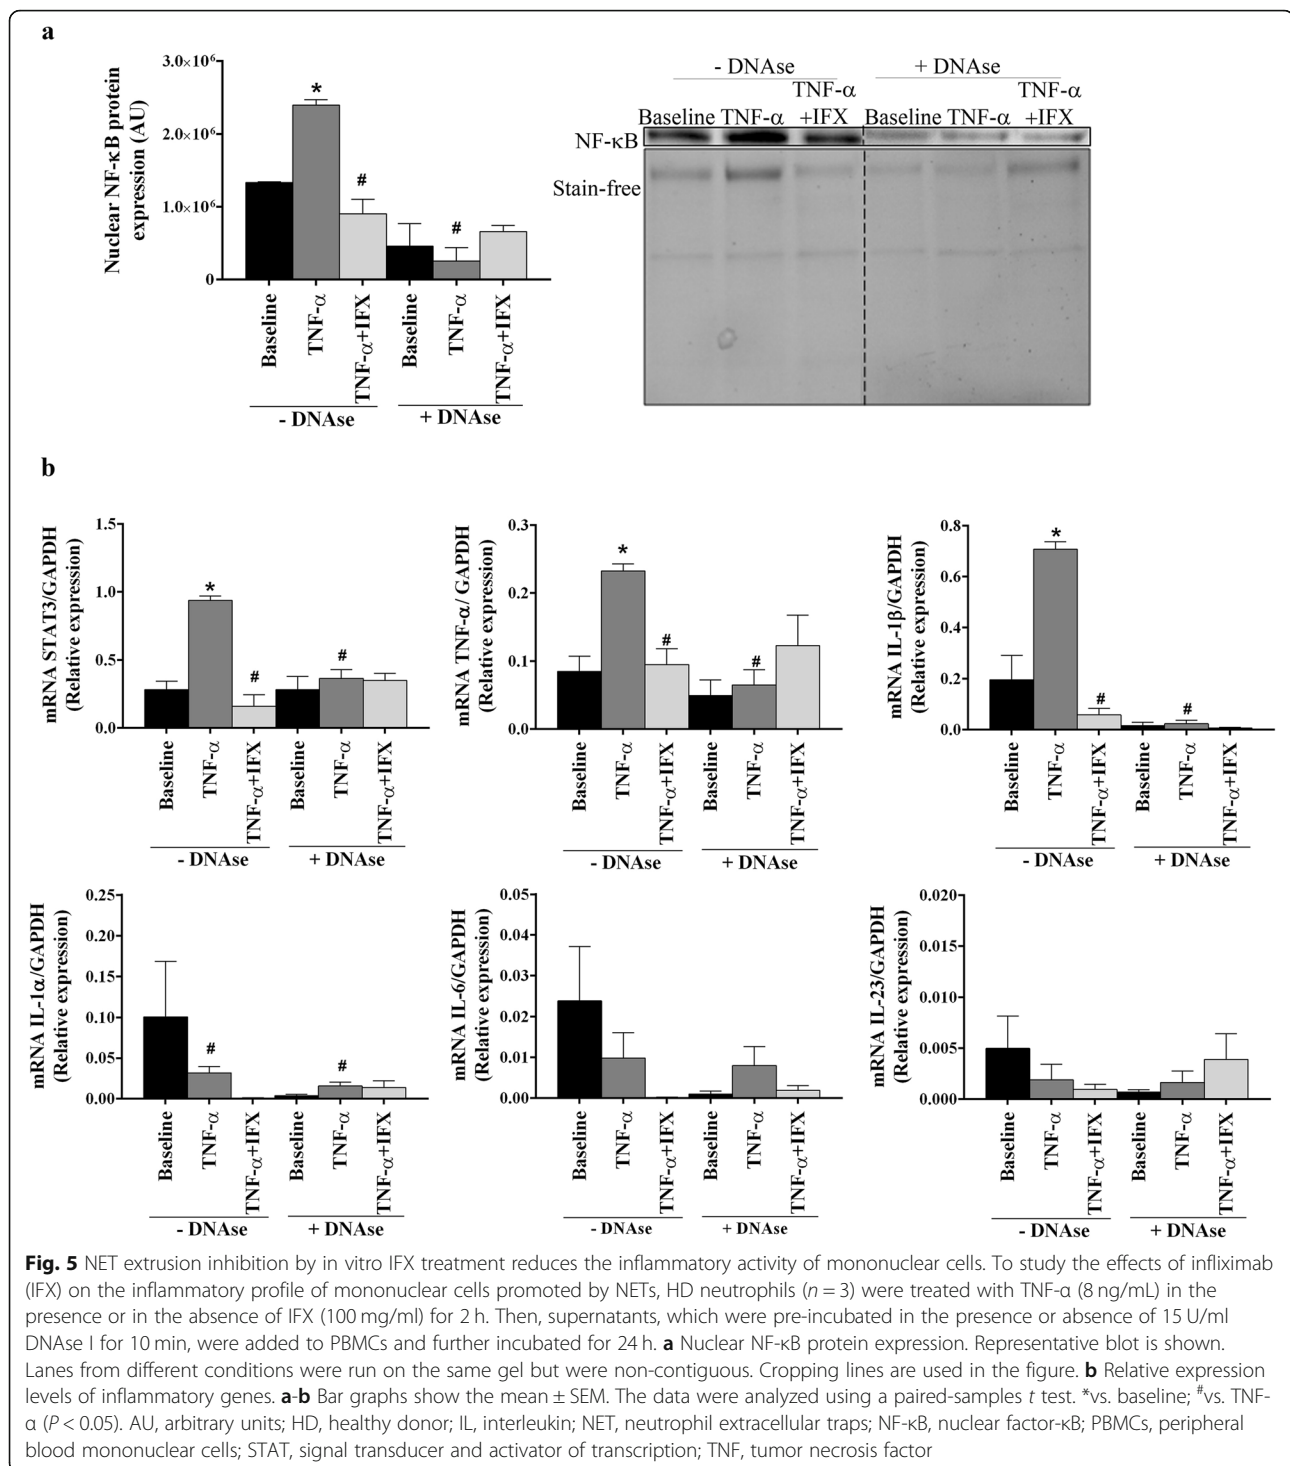 a
Nuclear NF-κB protein
expression (AU)
3.0×10⁶
2.0×10⁶
1.0×10⁶
0
*
#
#
Baseline
TNF-α
TNF-α+IFX
Baseline
TNF-α
TNF-α+IFX
- DNAse
+ DNAse
- DNAse
+ DNAse
TNF-α
TNF-α
Baseline TNF-α +IFX
Baseline TNF-α +IFX
NF-κB
Stain-free
b
mRNA STAT3/GAPDH
(Relative expression)
1.5
1.0
0.5
0.0
*
#
#
Baseline
TNF-α
TNF-α+IFX
Baseline
TNF-α
TNF-α+IFX
- DNAse
+ DNAse
mRNA TNF-α/ GAPDH
(Relative expression)
0.3
0.2
0.1
0.0
*
#
#
Baseline
TNF-α
TNF-α+IFX
Baseline
TNF-α
TNF-α+IFX
- DNAse
+ DNAse
mRNA IL-1β/GAPDH
(Relative expression)
0.8
0.6
0.4
0.2
0.0
*
#
#
Baseline
TNF-α
TNF-α+IFX
Baseline
TNF-α
TNF-α+IFX
- DNAse
+ DNAse
mRNA IL-1α/GAPDH
(Relative expression)
0.25
0.20
0.15
0.10
0.05
0.00
#
#
Baseline
TNF-α
TNF-α+IFX
Baseline
TNF-α
TNF-α+IFX
- DNAse
+ DNAse
mRNA IL-6/GAPDH
(Relative expression)
0.05
0.04
0.03
0.02
0.01
0.00
Baseline
TNF-α
TNF-α+IFX
Baseline
TNF-α
TNF-α+IFX
- DNAse
+ DNAse
mRNA IL-23/GAPDH
(Relative expression)
0.020
0.015
0.010
0.005
0.000
Baseline
TNF-α
TNF-α+IFX
Baseline
TNF-α
TNF-α+IFX
- DNAse
+ DNAse
Fig. 5 NET extrusion inhibition by in vitro IFX treatment reduces the inflammatory activity of mononuclear cells. To study the effects of infliximab
(IFX) on the inflammatory profile of mononuclear cells promoted by NETs, HD neutrophils (n = 3) were treated with TNF-α (8 ng/mL) in the
presence or in the absence of IFX (100 mg/ml) for 2 h. Then, supernatants, which were pre-incubated in the presence or absence of 15 U/ml
DNAse I for 10 min, were added to PBMCs and further incubated for 24 h. a Nuclear NF-κB protein expression. Representative blot is shown.
Lanes from different conditions were run on the same gel but were non-contiguous. Cropping lines are used in the figure. b Relative expression
levels of inflammatory genes. a-b Bar graphs show the mean ± SEM. The data were analyzed using a paired-samples t test. *vs. baseline; #vs. TNF-
α (P < 0.05). AU, arbitrary units; HD, healthy donor; IL, interleukin; NET, neutrophil extracellular traps; NF-κB, nuclear factor-κB; PBMCs, peripheral
blood mononuclear cells; STAT, signal transducer and activator of transcription; TNF, tumor necrosis factor